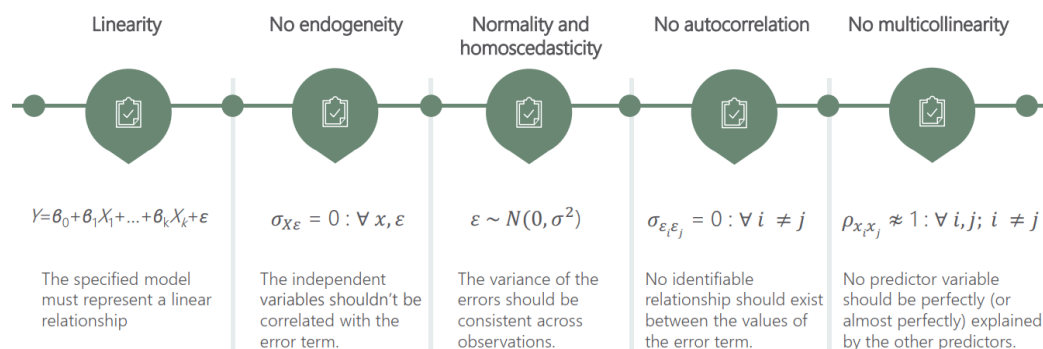 Linearity
No endogeneity
Normality and
homoscedasticity
No autocorrelation
No multicollinearity
Y=β₀+β₁X₁+...+βₖXₖ+ε
σ_Xε = 0 : ∀ x, ε
ε ~ N(0, σ²)
σ_εᵢεⱼ = 0 : ∀ i ≠ j
ρ_xᵢxⱼ ≉ 1 : ∀ i, j; i ≠ j
The specified model
must represent a linear
relationship
The independent
variables shouldn't be
correlated with the
error term.
The variance of the
errors should be
consistent across
observations.
No identifiable
relationship should exist
between the values of
the error term.
No predictor variable
should be perfectly (or
almost perfectly) explained
by the other predictors.